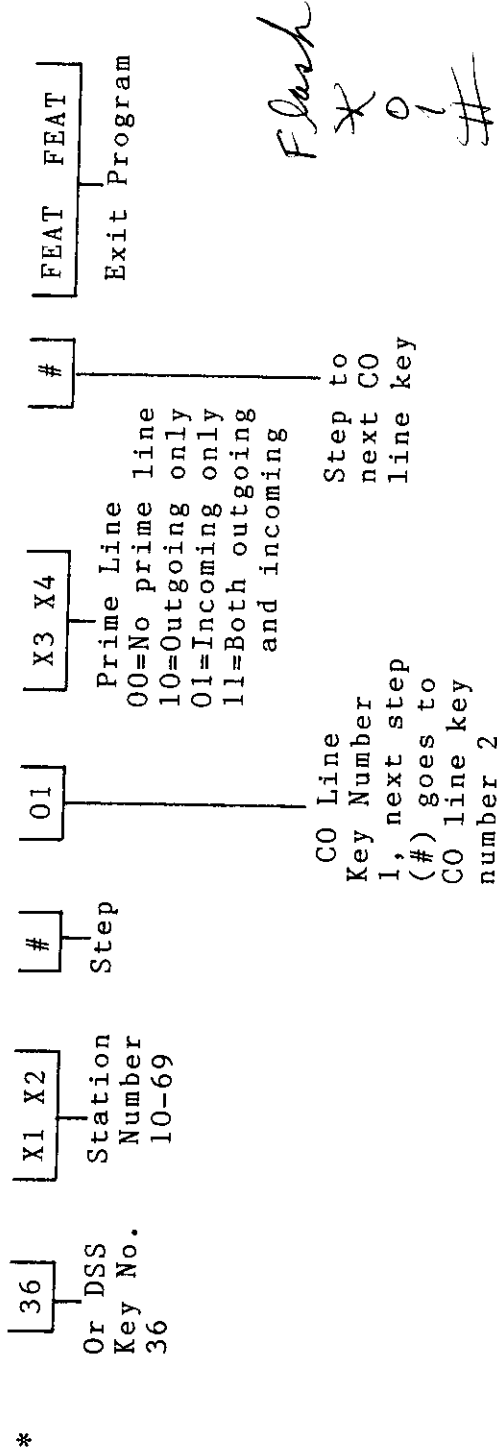 *
36
Or DSS
Key No.
36
X1 X2
Station
Number
10-69
#
Step
01
CO Line
Key Number
1, next step
(#) goes to
CO line key
number 2
X3 X4
Prime Line
00=No prime line
10=Outgoing only
01=Incoming only
11=Both outgoing
and incoming
#
Step to
next CO
line key
FEAT FEAT
Exit Program
Flash
*
0
1
#